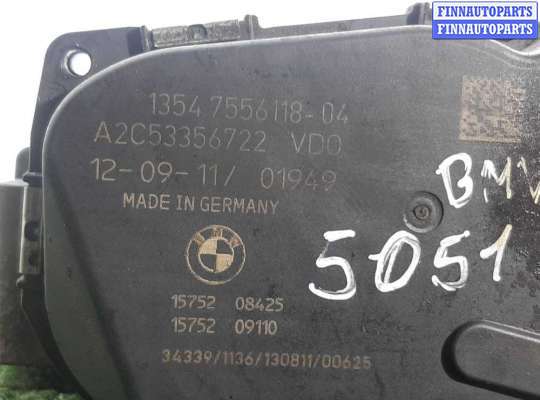 FINNAUTOPARTS
FINNAUTOPARTS
1354 7556118-04
A2C53356722 VDO
12-09-11/ 01949
MADE IN GERMANY
BMW
BMW
5051
15752 08425
15752 09110
34339/1136/130811/00625